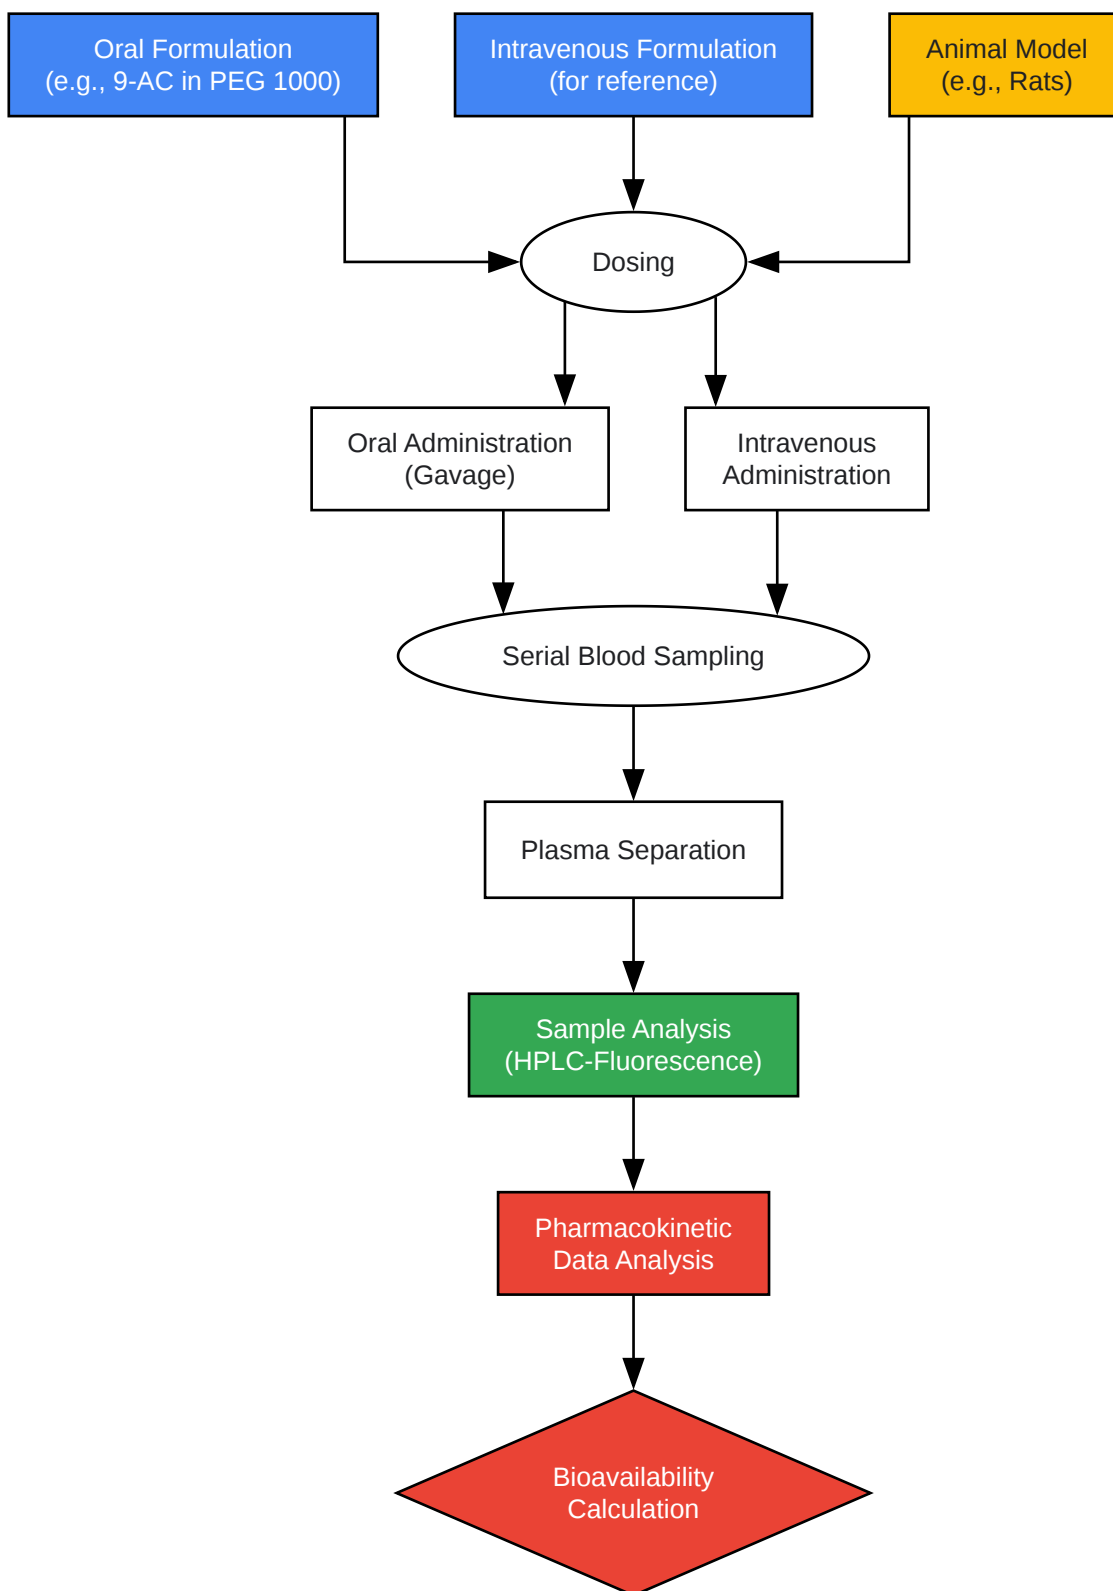 Oral Formulation
(e.g., 9-AC in PEG 1000)
Intravenous Formulation
(for reference)
Animal Model
(e.g., Rats)
Dosing
Oral Administration
(Gavage)
Intravenous
Administration
Serial Blood Sampling
Plasma Separation
Sample Analysis
(HPLC-Fluorescence)
Pharmacokinetic
Data Analysis
Bioavailability
Calculation